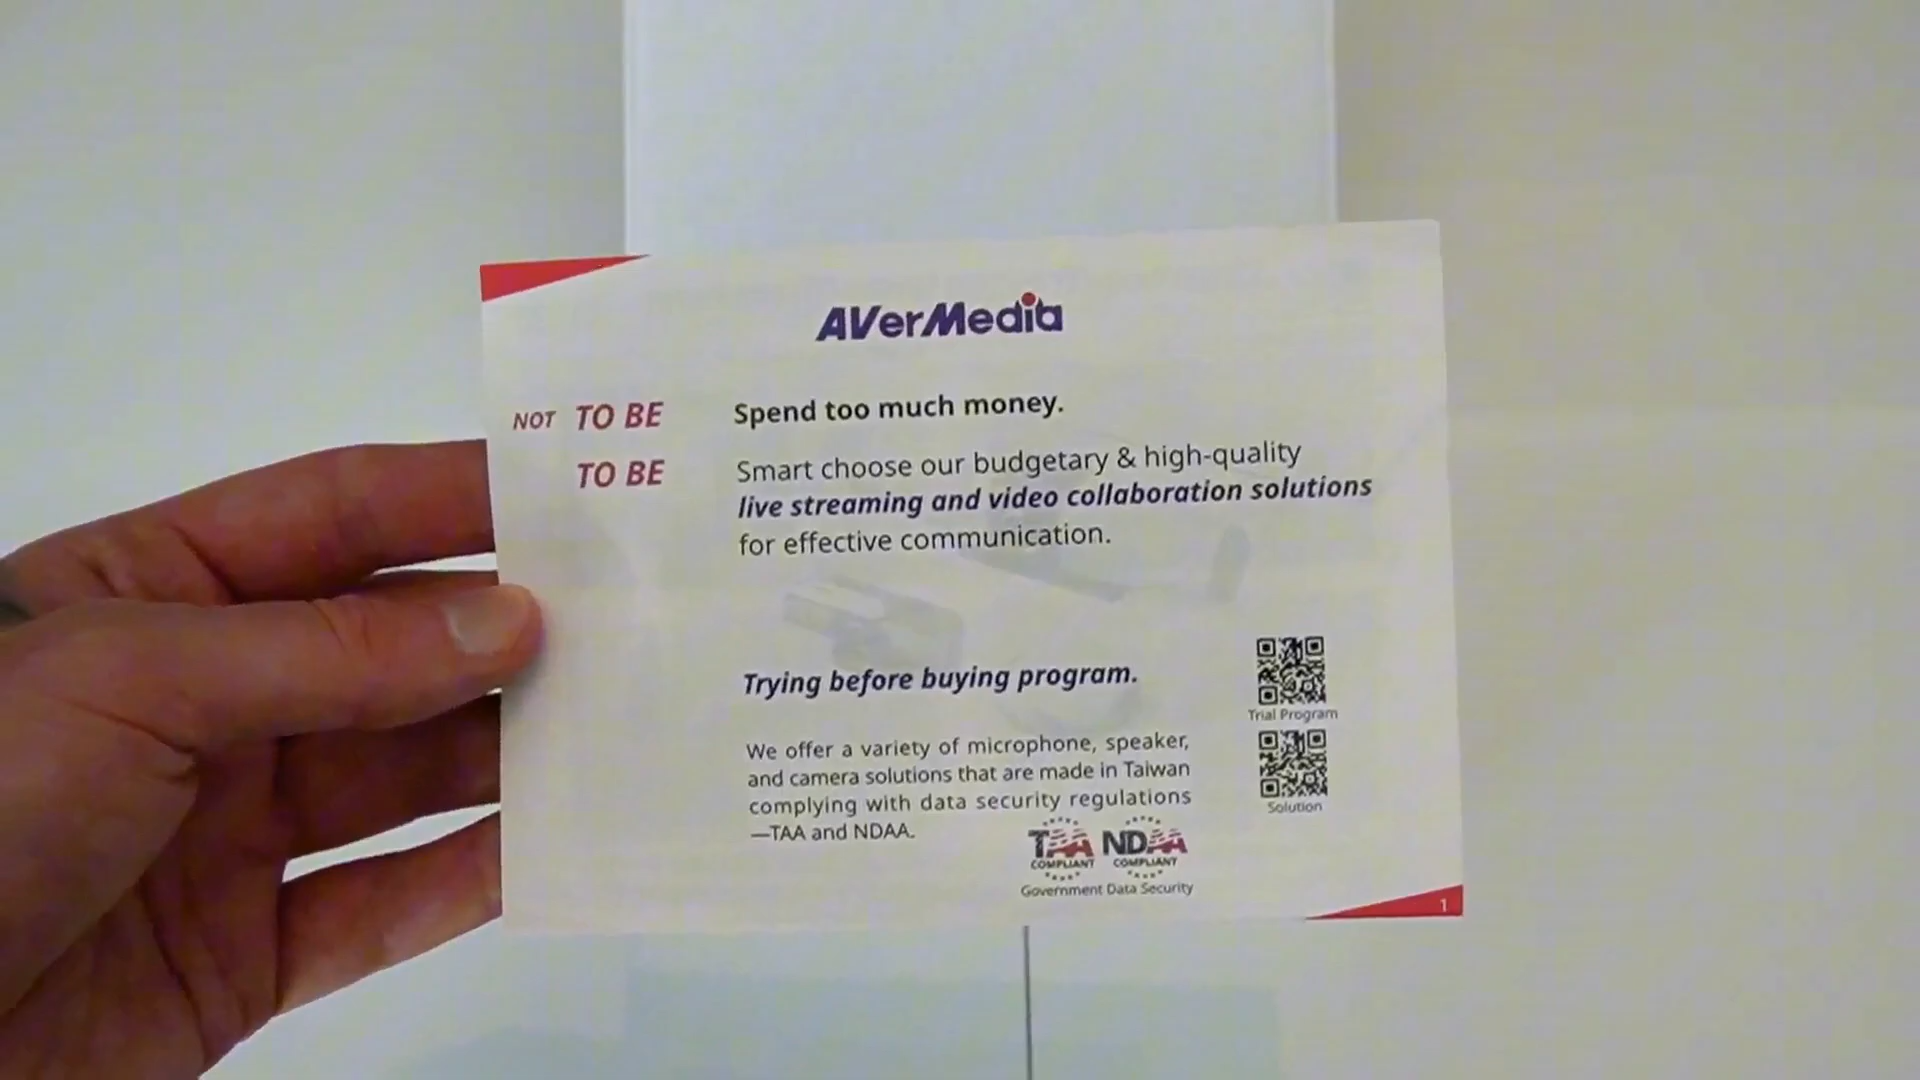 AVerMedia
NOT TO BE Spend too much money.
TO BE Smart choose our budgetary & high-quality
live streaming and video collaboration solutions
for effective communication.
Trying before buying program.
Trial Program
We offer a variety of microphone, speaker,
and camera solutions that are made in Taiwan
complying with data security regulations
—TAA and NDAA.
Solution
TAA NDAA
COMPLIANT COMPLIANT
Government Data Security
1